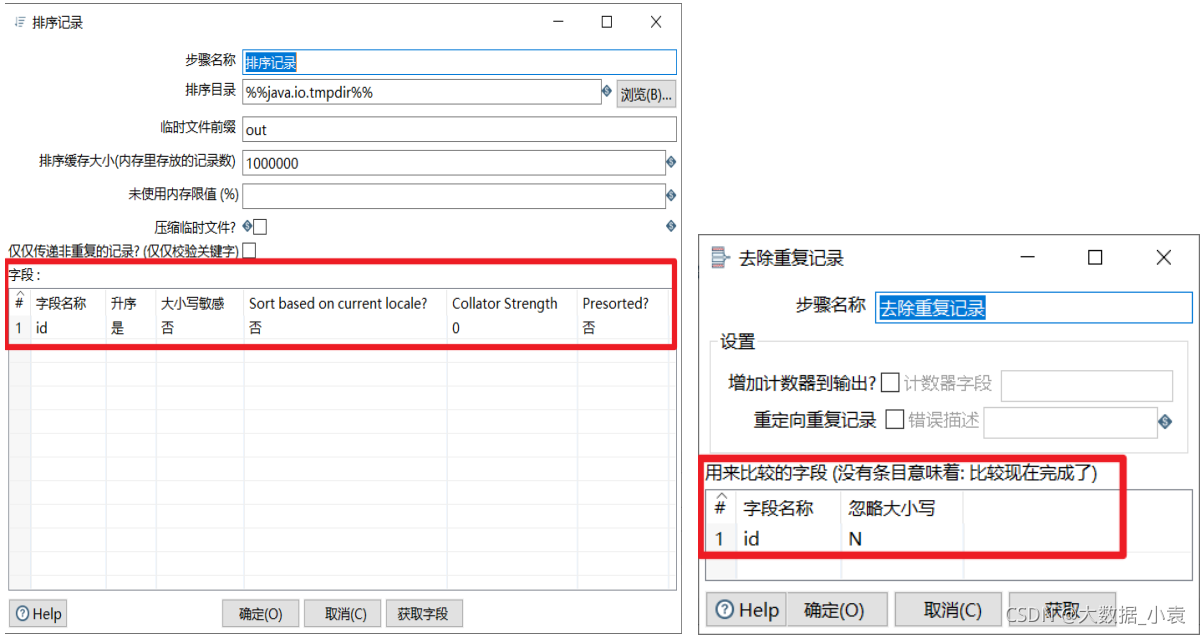 排序记录
步骤名称 排序记录
排序目录 %%java.io.tmpdir%% 浏览(B)...
临时文件前缀 out
排序缓存大小(内存里存放的记录数) 1000000
未使用内存限值 (%)
压缩临时文件?
仅仅传递非重复的记录? (仅仅校验关键字)
字段 :
# 字段名称 升序 大小写敏感 Sort based on current locale? Collator Strength Presorted?
1 id 是 否 否 0 否
Help 确定(O) 取消(C) 获取字段
去除重复记录
步骤名称 去除重复记录
设置
增加计数器到输出? 计数器字段
重定向重复记录 错误描述
用来比较的字段 (没有条目意味着: 比较现在完成了)
# 字段名称 忽略大小写
1 id N
Help 确定(O) 取消(C) 获取
CSDN @大数据_小袁